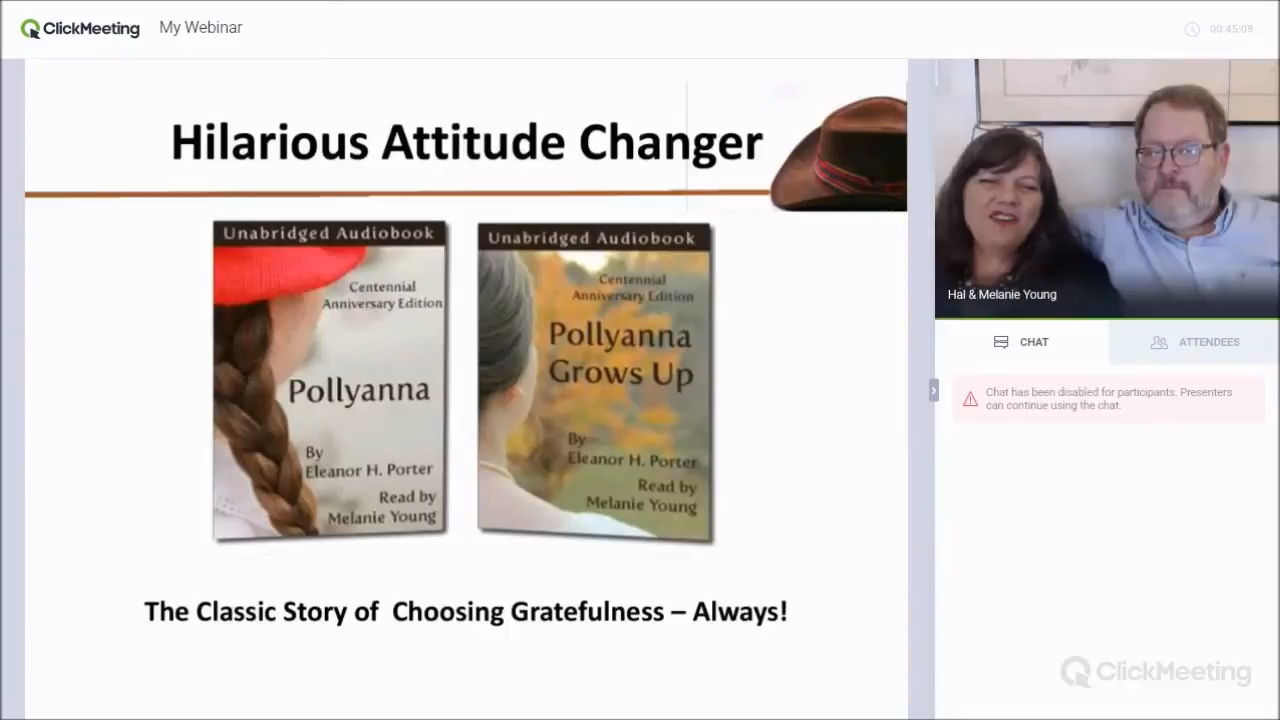 ClickMeeting
My Webinar
00:45:09
Hilarious Attitude Changer
Unabridged Audiobook
Centennial
Anniversary Edition
Pollyanna
By
Eleanor H. Porter
Read by
Melanie Young
Unabridged Audiobook
Centennial
Anniversary Edition
Pollyanna
Grows Up
By
Eleanor H. Porter
Read by
Melanie Young
The Classic Story of Choosing Gratefulness – Always!
Hal & Melanie Young
CHAT
ATTENDEES
Chat has been disabled for participants. Presenters
can continue using the chat.
ClickMeeting